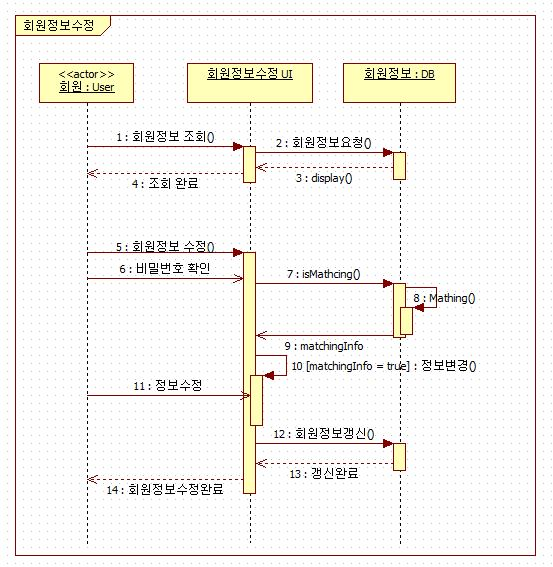 회원정보수정
<<actor>>
회원 : User
회원정보수정 UI
회원정보 : DB
1 : 회원정보 조회()
2 : 회원정보요청()
3 : display()
4 : 조회 완료
5 : 회원정보 수정()
6 : 비밀번호 확인
7 : isMathcing()
8 : Mathing()
9 : matchingInfo
10 [matchingInfo = true] : 정보변경()
11 : 정보수정
12 : 회원정보갱신()
13 : 갱신완료
14 : 회원정보수정완료